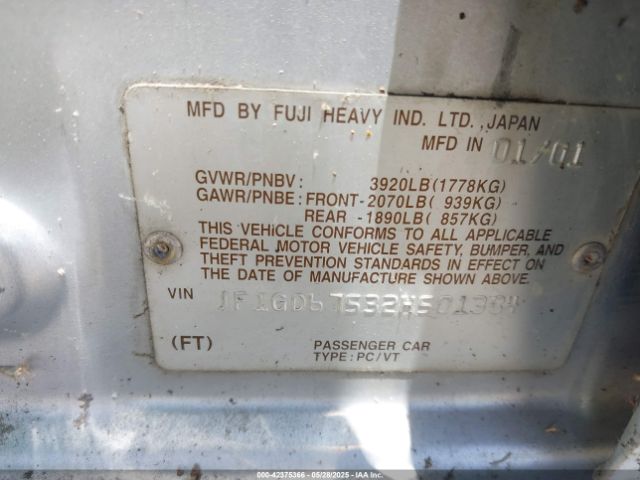 MFD BY FUJI HEAVY IND. LTD. JAPAN
MFD IN 01/01
GVWR/PNBV: 3920LB(1778KG)
GAWR/PNBE: FRONT-2070LB( 939KG)
REAR -1890LB( 857KG)
THIS VEHICLE CONFORMS TO ALL APPLICABLE
FEDERAL MOTOR VEHICLE SAFETY, BUMPER, AND
THEFT PREVENTION STANDARDS IN EFFECT ON
THE DATE OF MANUFACTURE SHOWN ABOVE.
VIN
(FT) PASSENGER CAR
TYPE: PC/VT
000-42375366 - 05/28/2025 - IAAI Holdings, LLC